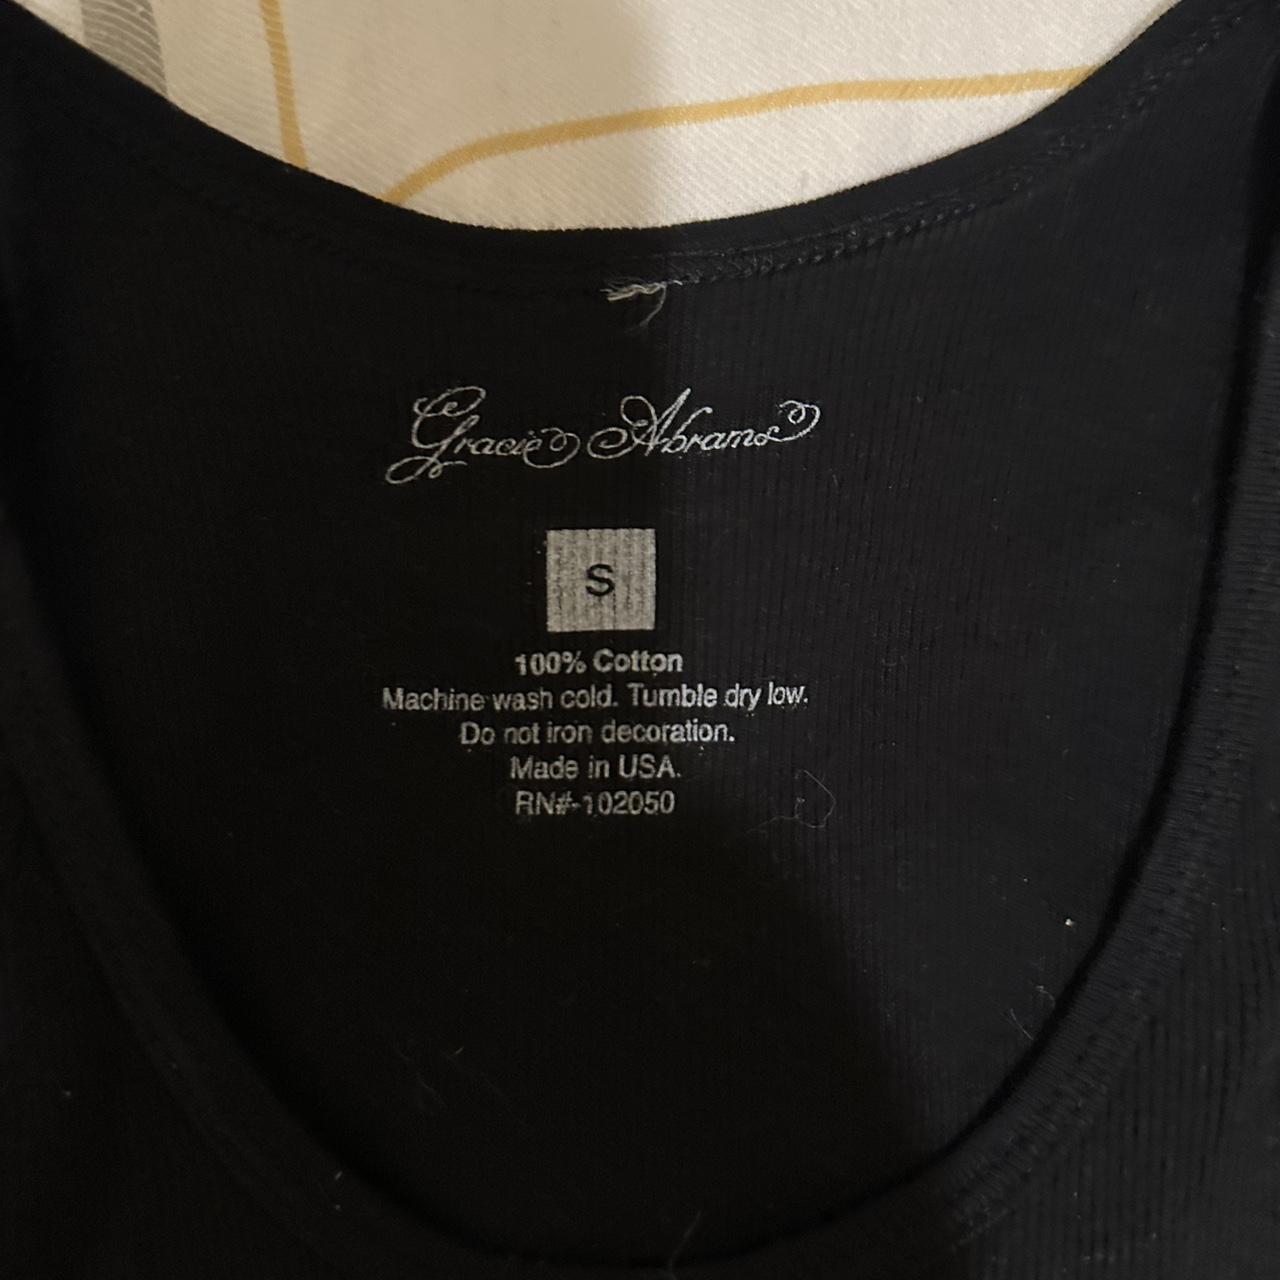 Gracie Abrams
S
100% Cotton
Machine wash cold. Tumble dry low.
Do not iron decoration.
Made in USA.
RN#-102050